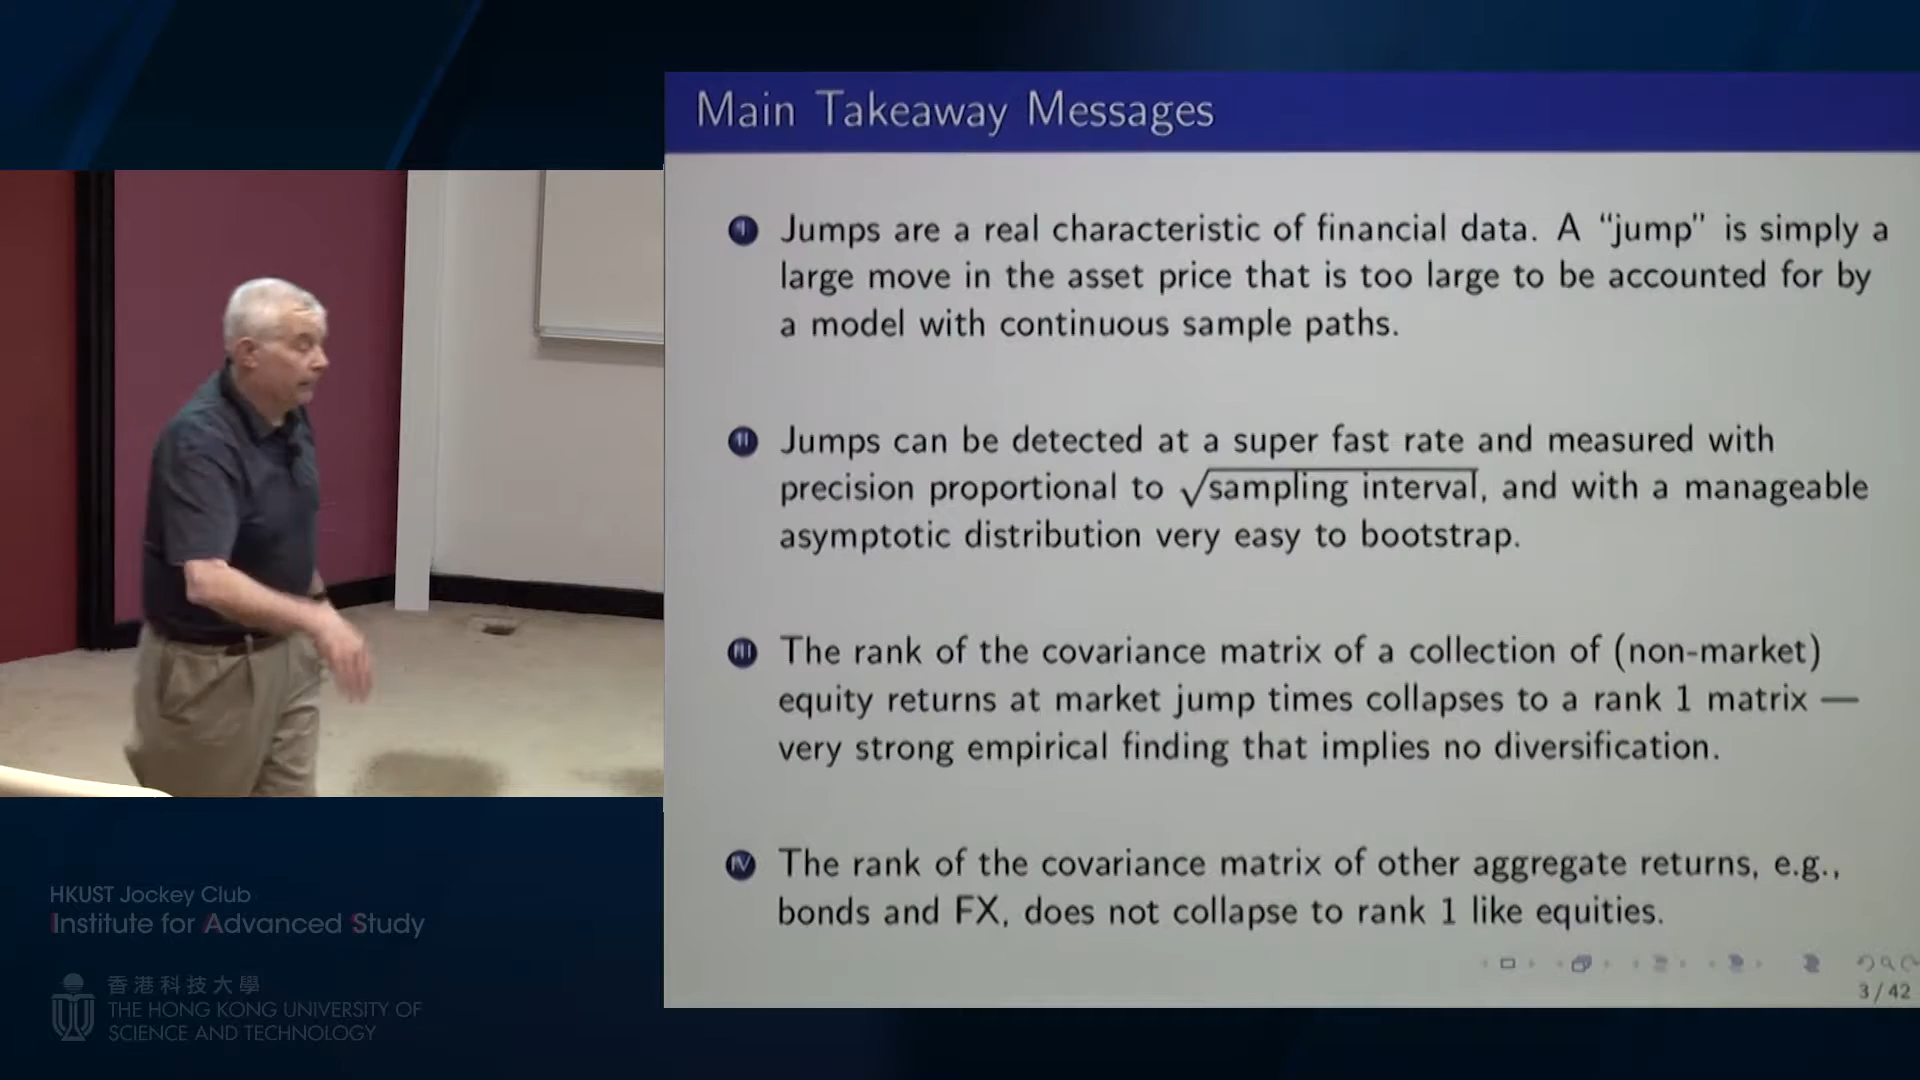 Main Takeaway Messages
I Jumps are a real characteristic of financial data. A “jump” is simply a
large move in the asset price that is too large to be accounted for by
a model with continuous sample paths.
II Jumps can be detected at a super fast rate and measured with
precision proportional to √sampling interval, and with a manageable
asymptotic distribution very easy to bootstrap.
III The rank of the covariance matrix of a collection of (non-market)
equity returns at market jump times collapses to a rank 1 matrix —
very strong empirical finding that implies no diversification.
IV The rank of the covariance matrix of other aggregate returns, e.g.,
bonds and FX, does not collapse to rank 1 like equities.
3 / 42
HKUST Jockey Club
Institute for Advanced Study
香港科技大學
THE HONG KONG UNIVERSITY OF
SCIENCE AND TECHNOLOGY